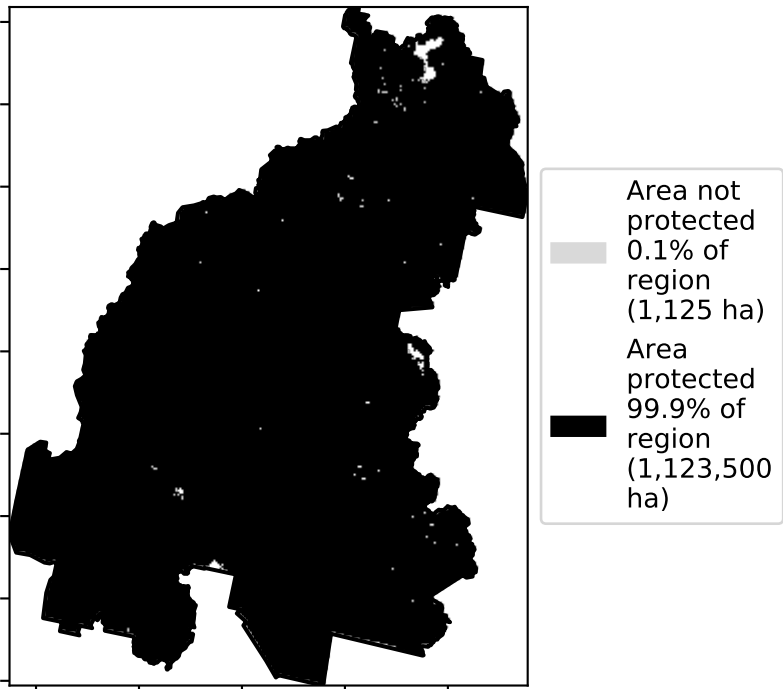 Area not
protected
0.1% of
region
(1,125 ha)
Area
protected
99.9% of
region
(1,123,500
ha)